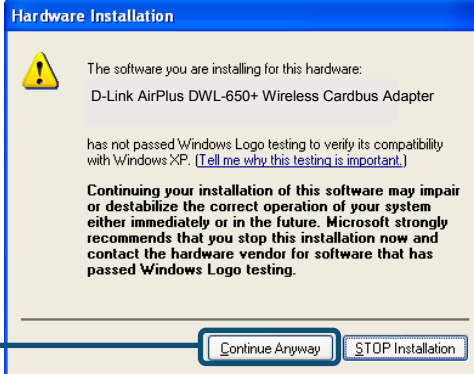 Hardware Installation
The software you are installing for this hardware:
D-Link AirPlus DWL-650+ Wireless Cardbus Adapter
has not passed Windows Logo testing to verify its compatibility
with Windows XP. (Tell me why this testing is important.)
Continuing your installation of this software may impair
or destabilize the correct operation of your system
either immediately or in the future. Microsoft strongly
recommends that you stop this installation now and
contact the hardware vendor for software that has
passed Windows Logo testing.
Continue Anyway
STOP Installation